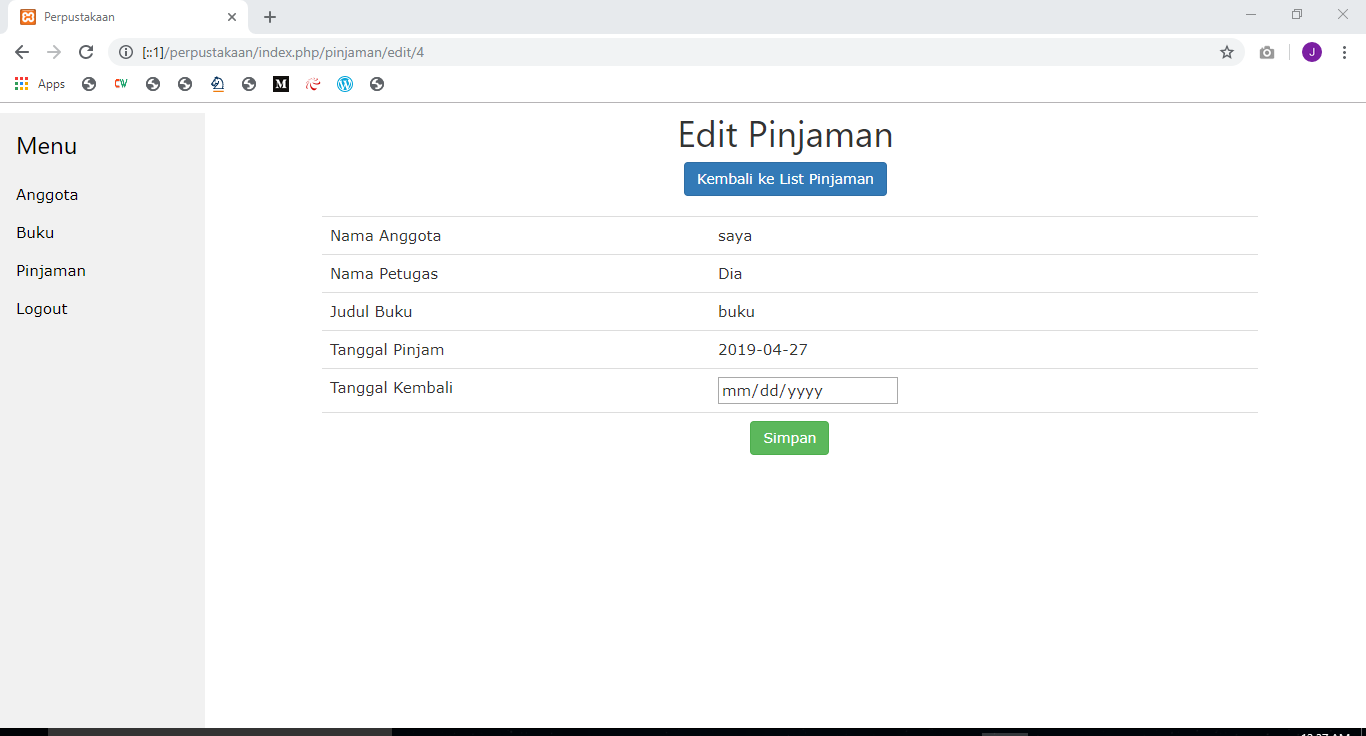 Perpustakaan
[::1]/perpustakaan/index.php/pinjaman/edit/4
J
Apps
CW
M
Menu
Anggota
Buku
Pinjaman
Logout
Edit Pinjaman
Kembali ke List Pinjaman
Nama Anggota saya
Nama Petugas Dia
Judul Buku buku
Tanggal Pinjam 2019-04-27
Tanggal Kembali mm/dd/yyyy
Simpan